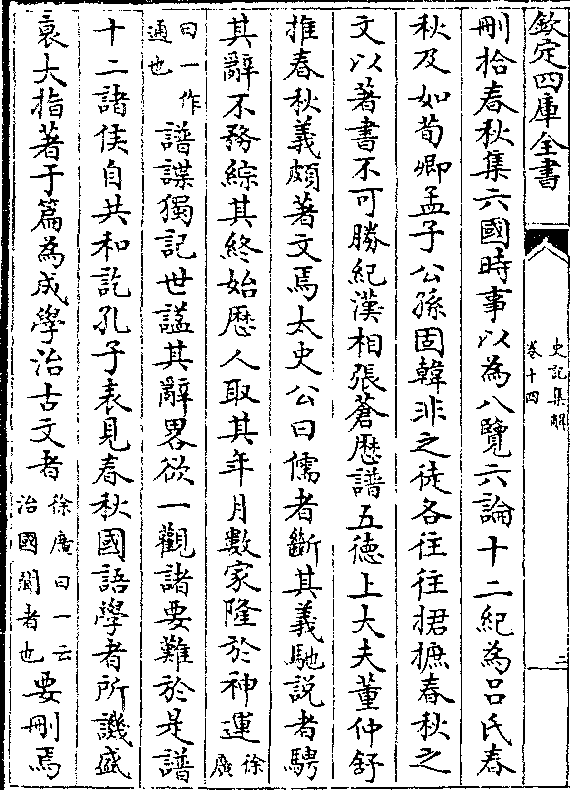 欽定四庫全書
史記集解
卷十四
三
刪拾春秋集六國時事以為八覽六論十二紀為呂氏春
秋及如荀卿孟子公孫固韓非之徒各往往捃摭春秋之
文以著書不可勝紀漢相張蒼厯譜五德上大夫董仲舒
推春秋義頗著文焉太史公曰儒者斷其義馳説者騁
其辭不務綜其終始厯人取其年月數家隆於神運徐廣
曰一作通也譜諜獨記世謚其辭畧欲一觀諸要難於是譜
十二諸侯自共和訖孔子表見春秋國語學者所譏盛
衰大指著于篇為成學治古文者徐廣曰一云治國聞者也要刪焉